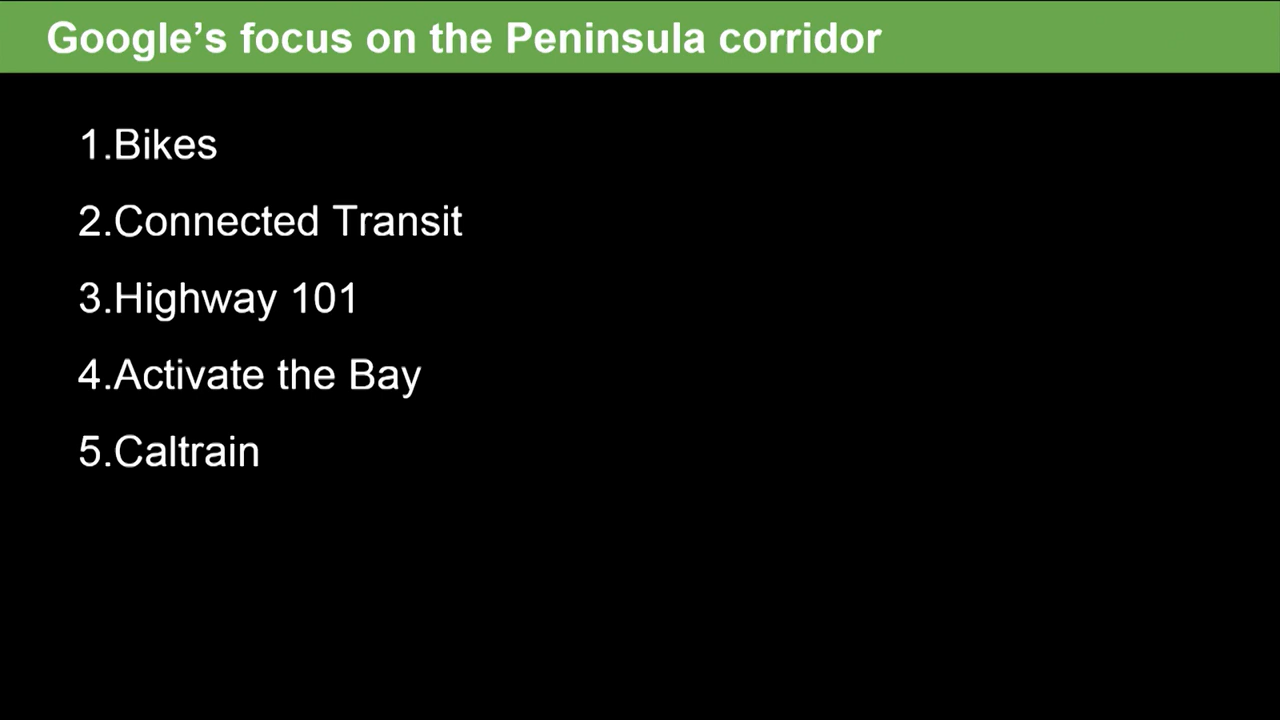 Google’s focus on the Peninsula corridor
1.Bikes
2.Connected Transit
3.Highway 101
4.Activate the Bay
5.Caltrain